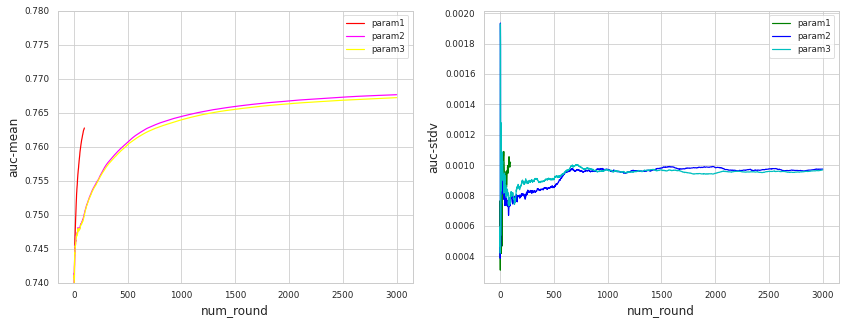 0.780
0.775
0.770
0.765
0.760
0.755
0.750
0.745
0.740
auc-mean
0 500 1000 1500 2000 2500 3000
num_round
param1
param2
param3
0.0020
0.0018
0.0016
0.0014
0.0012
0.0010
0.0008
0.0006
0.0004
auc-stdv
0 500 1000 1500 2000 2500 3000
num_round
param1
param2
param3